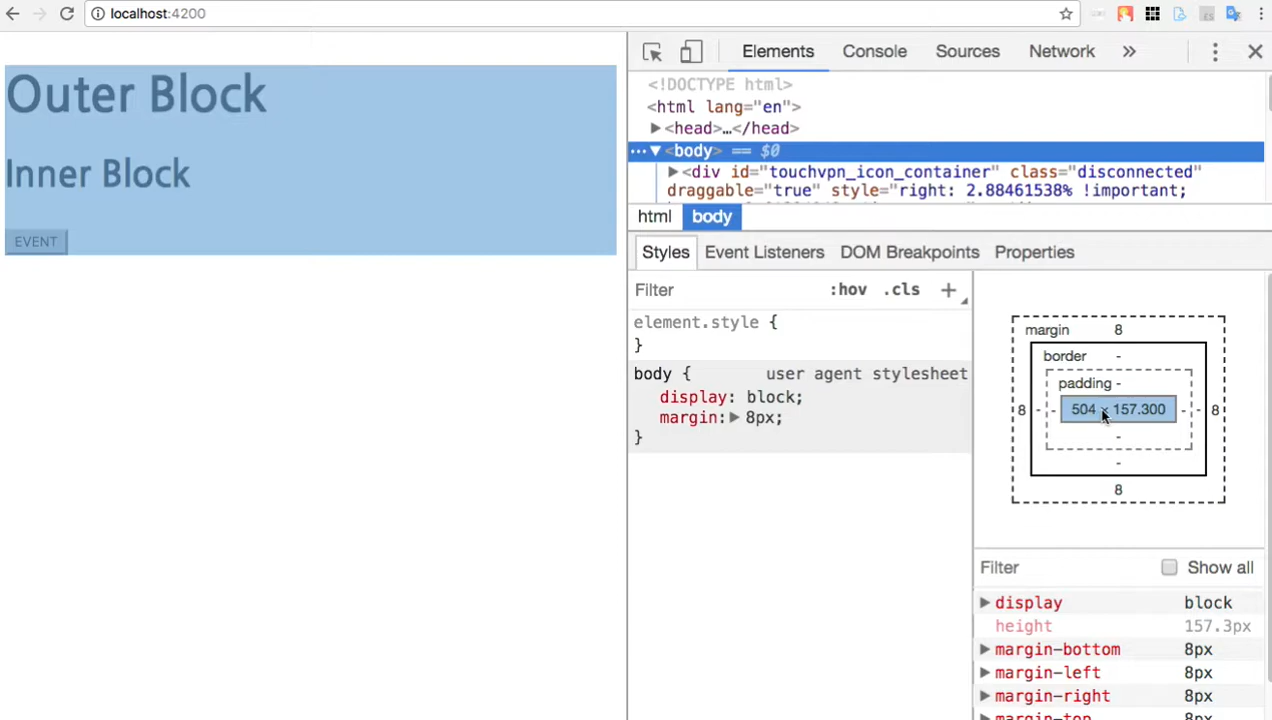 localhost:4200
Outer Block
Inner Block
EVENT
Elements Console Sources Network »
<!DOCTYPE html>
<html lang="en">
▶<head>…</head>
…▼<body> == $0
▶<div id="touchvpn_icon_container" class="disconnected"
draggable="true" style="right: 2.88461538% !important;
html body
Styles Event Listeners DOM Breakpoints Properties
Filter :hov .cls +
element.style {
}
body { user agent stylesheet
display: block;
margin:▶8px;
}
margin 8
border -
padding -
8 - - 504 × 157.300 - - 8
-
-
8
Filter Show all
▶display block
height 157.3px
▶margin-bottom 8px
▶margin-left 8px
▶margin-right 8px
▶margin-top 8px